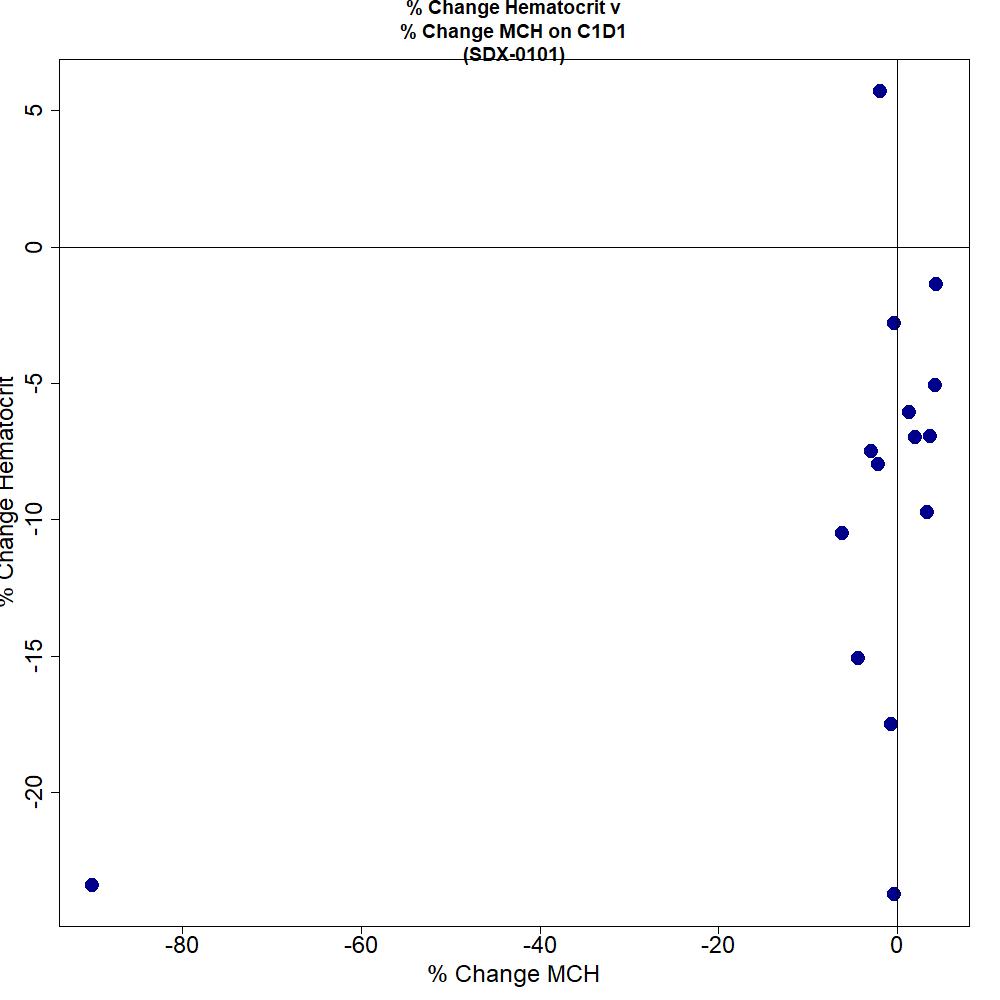 % Change Hematocrit v
% Change MCH on C1D1
(SDX-0101)
5
0
-5
-10
-15
-20
% Change Hematocrit
-80 -60 -40 -20 0
% Change MCH